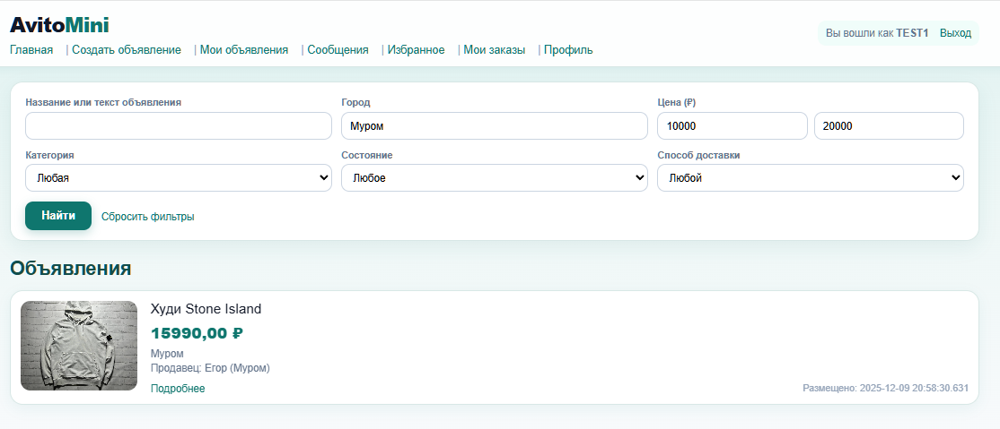 AvitoMini
Вы вошли как TEST1 Выход
Главная | Создать объявление | Мои объявления | Сообщения | Избранное | Мои заказы | Профиль
Название или текст объявления
Город
Цена (₽)
Муром
10000
20000
Категория
Состояние
Способ доставки
Любая
Любое
Любой
Найти
Сбросить фильтры
Объявления
Худи Stone Island
15990,00 ₽
Муром
Продавец: Егор (Муром)
Подробнее
Размещено: 2025-12-09 20:58:30.631